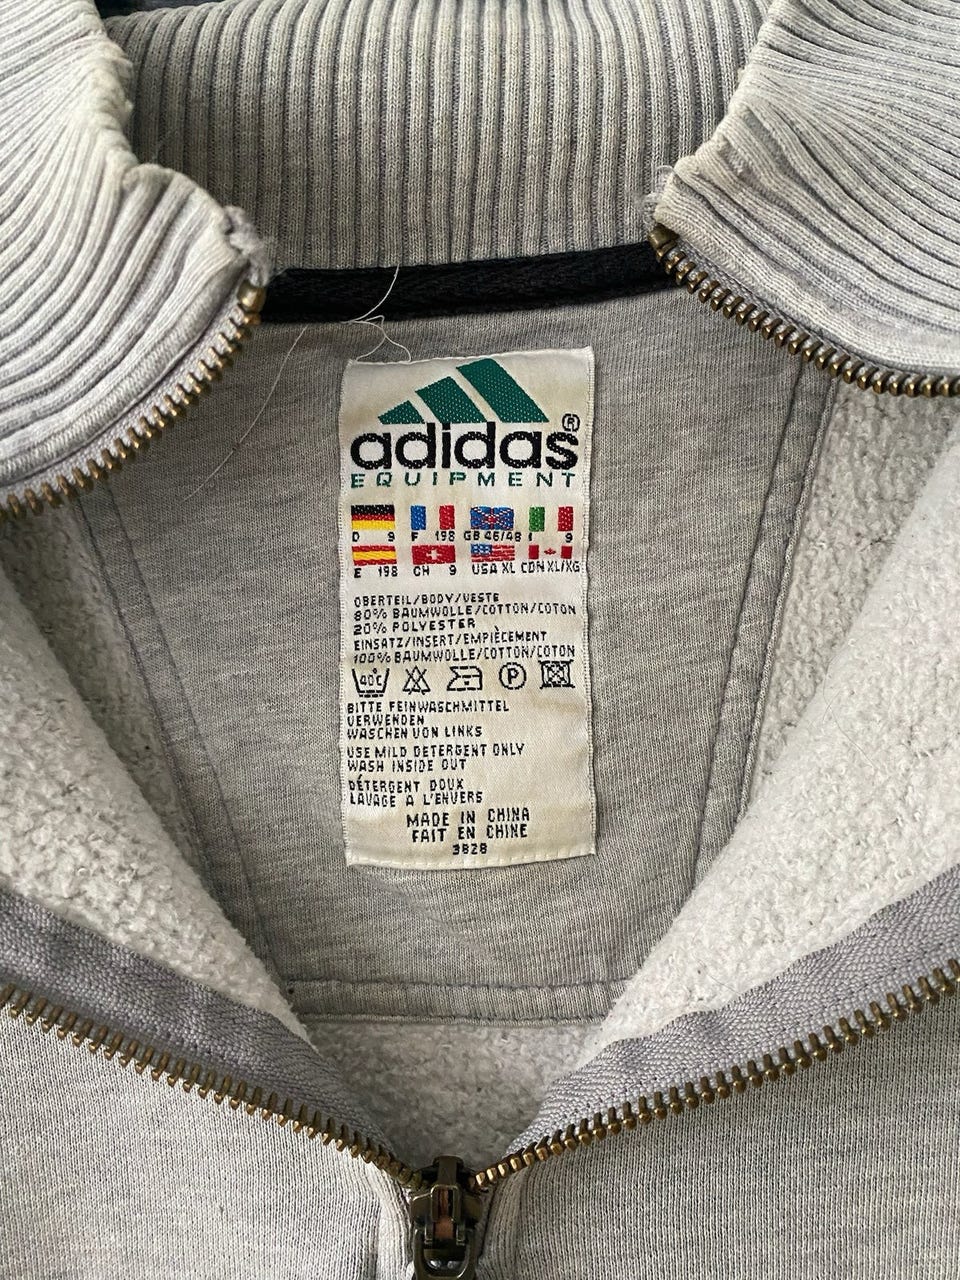 adidas®
EQUIPMENT
D 9 F 198 GB 46/48 I 9
E 198 CH 9 USA XL CDN XL/XG
OBERTEIL/BODY/VESTE
80% BAUMWOLLE/COTTON/COTON
20% POLYESTER
EINSATZ/INSERT/EMPIÈCEMENT
100% BAUMWOLLE/COTTON/COTON
40°C P
BITTE FEINWASCHMITTEL
VERWENDEN
WASCHEN VON LINKS
USE MILD DETERGENT ONLY
WASH INSIDE OUT
DÉTERGENT DOUX
LAVAGE A L'ENVERS
MADE IN CHINA
FAIT EN CHINE
3828